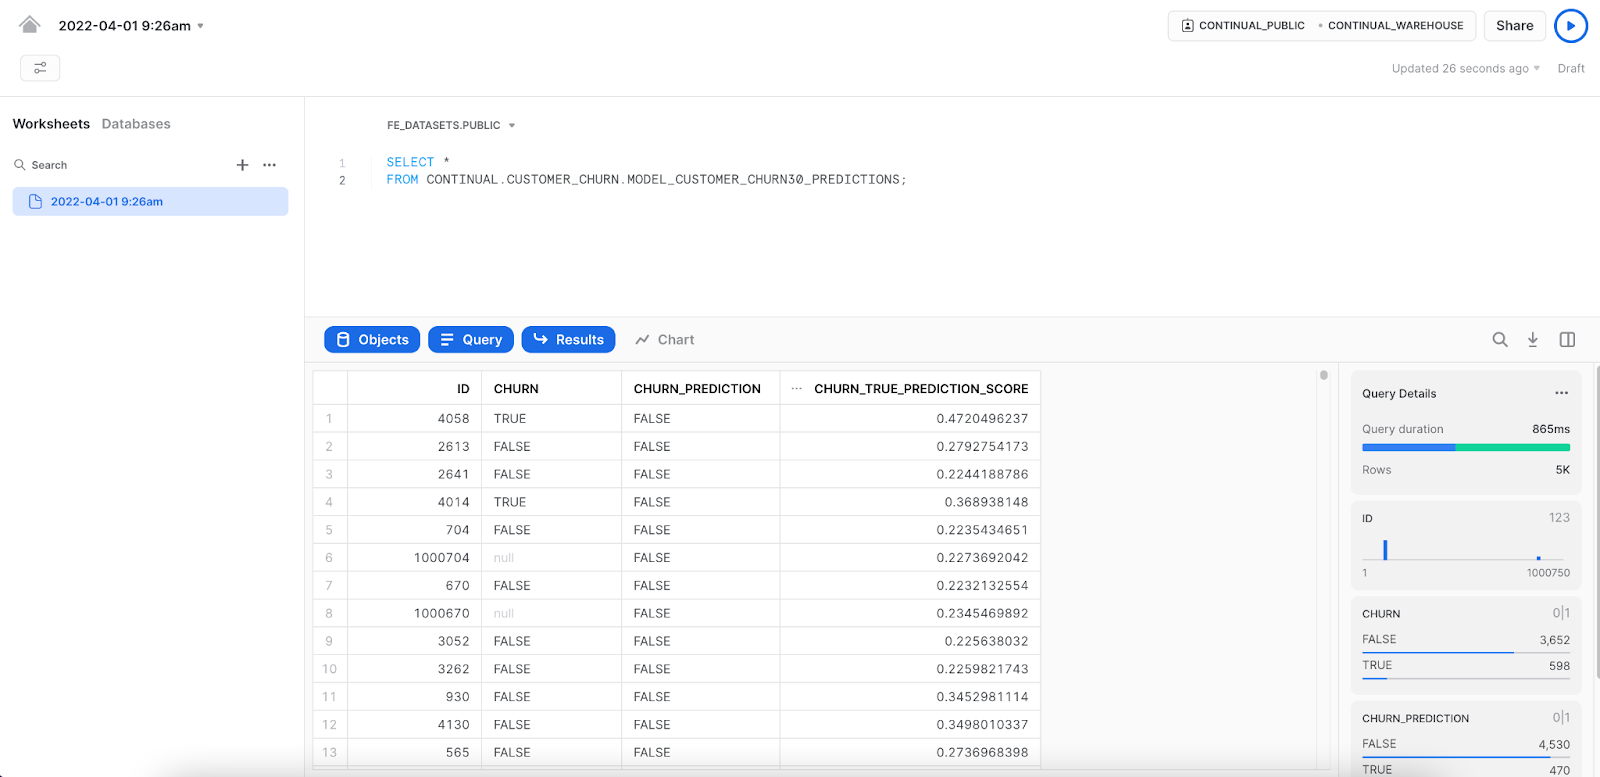 2022-04-01 9:26am
CONTINUAL_PUBLIC • CONTINUAL_WAREHOUSE
Share
Updated 26 seconds ago
Draft
Worksheets Databases
Search
2022-04-01 9:26am
FE_DATASETS.PUBLIC
1 SELECT *
2 FROM CONTINUAL.CUSTOMER_CHURN.MODEL_CUSTOMER_CHURN30_PREDICTIONS;
Objects Query Results Chart
ID CHURN CHURN_PREDICTION ... CHURN_TRUE_PREDICTION_SCORE
1 4058 TRUE FALSE 0.4720496237
2 2613 FALSE FALSE 0.2792754173
3 2641 FALSE FALSE 0.2244188786
4 4014 TRUE FALSE 0.368938148
5 704 FALSE FALSE 0.2235434651
6 1000704 null FALSE 0.2273692042
7 670 FALSE FALSE 0.2232132554
8 1000670 null FALSE 0.2345469892
9 3052 FALSE FALSE 0.225638032
10 3262 FALSE FALSE 0.2259821743
11 930 FALSE FALSE 0.3452981114
12 4130 FALSE FALSE 0.3498010337
13 565 FALSE FALSE 0.2736968398
Query Details ...
Query duration 865ms
Rows 5K
ID 123
1 1000750
CHURN 0|1
FALSE 3,652
TRUE 598
CHURN_PREDICTION 0|1
FALSE 4,530
TRUE 470